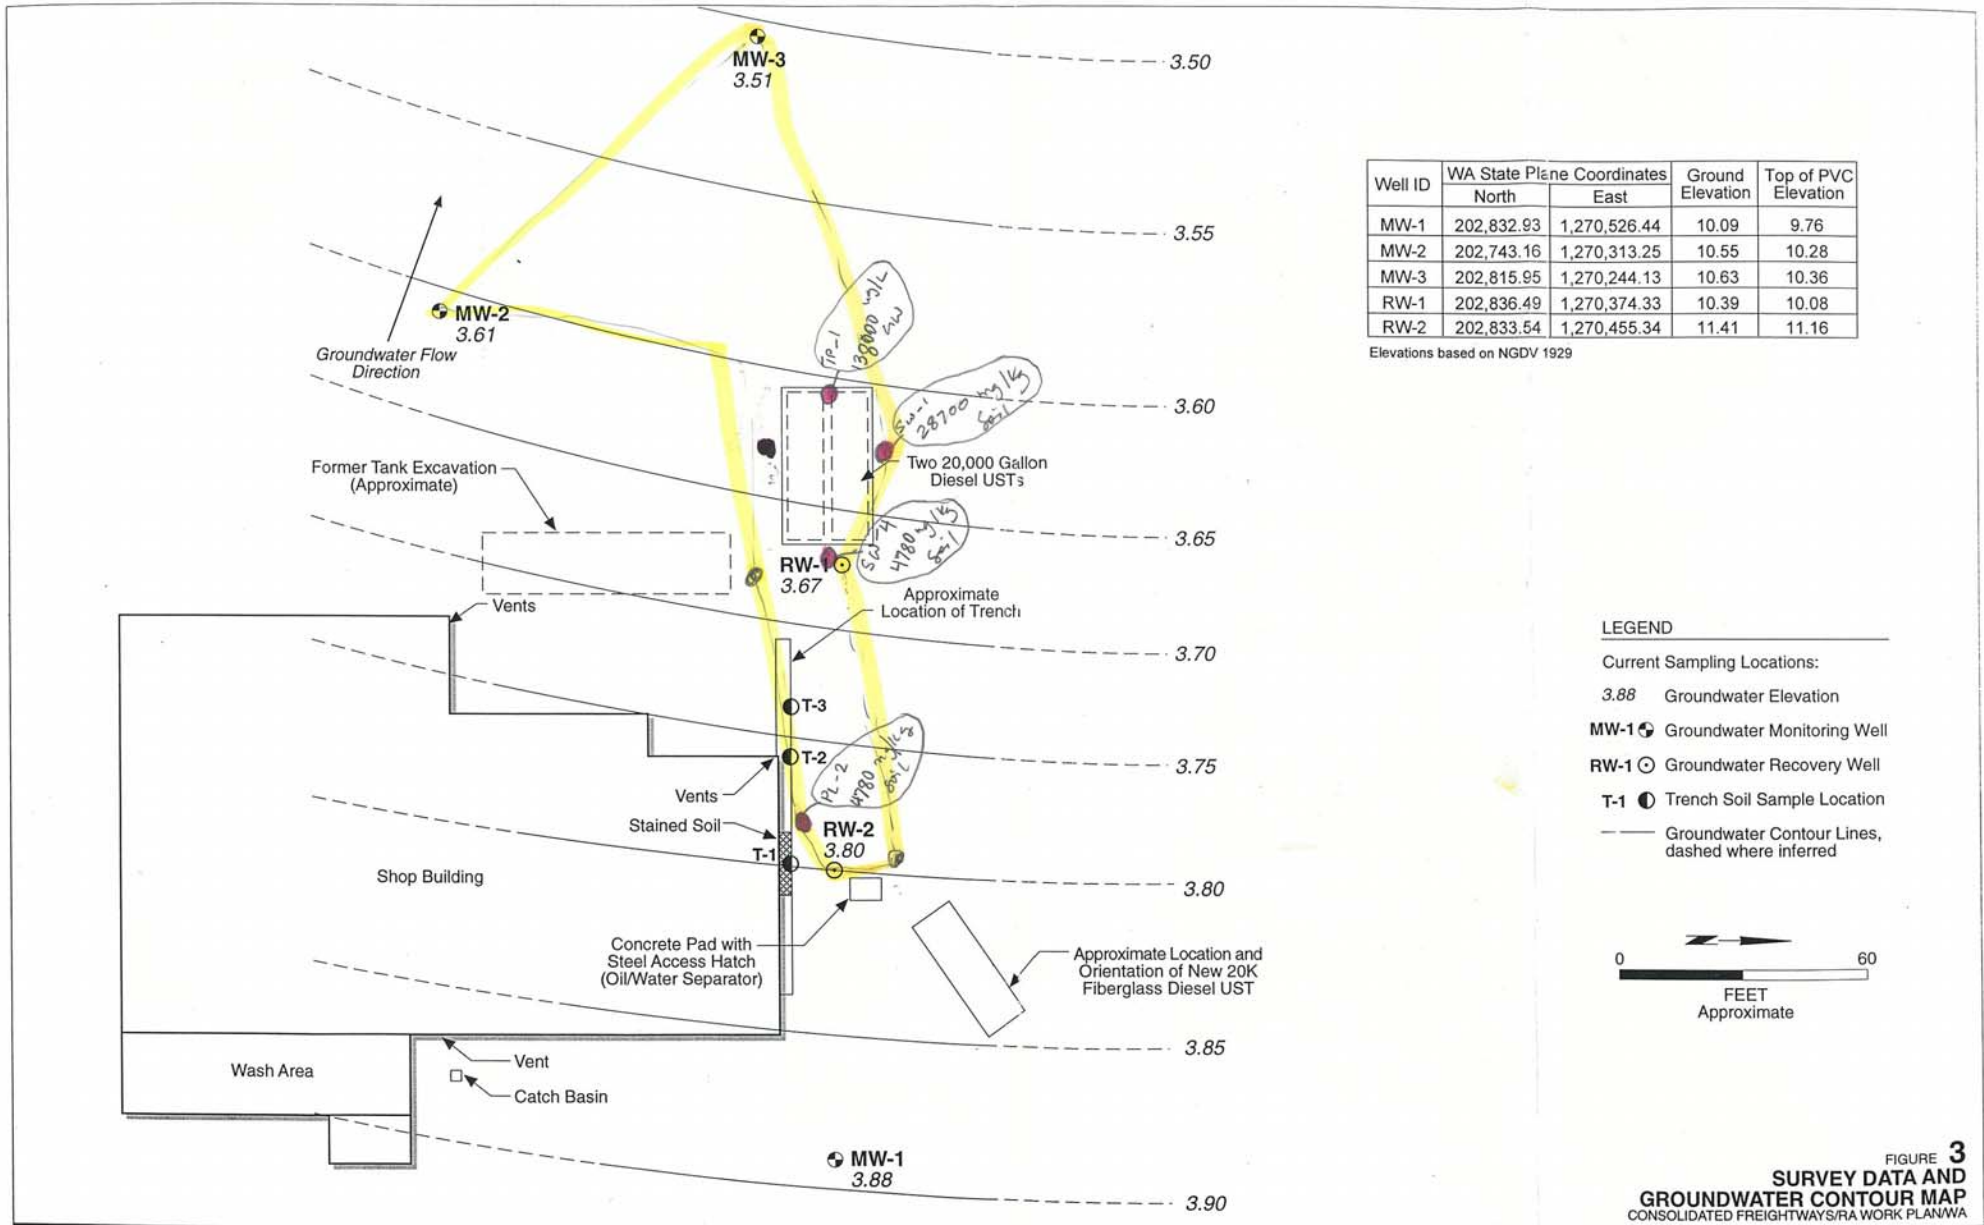 3.50
MW-3
3.51
3.55
Well ID
WA State Plane Coordinates
Ground Elevation
Top of PVC Elevation
North
East
MW-1 202,832.93 1,270,526.44 10.09 9.76
MW-2 202,743.16 1,270,313.25 10.55 10.28
MW-3 202,815.95 1,270,244.13 10.63 10.36
RW-1 202,836.49 1,270,374.33 10.39 10.08
RW-2 202,833.54 1,270,455.34 11.41 11.16
Elevations based on NGDV 1929
MW-2
3.61
Groundwater Flow
Direction
TP-1
138000 ug/L
GW
3.60
SW-1
28700 mg/kg
Soil
Two 20,000 Gallon
Diesel USTs
Former Tank Excavation
(Approximate)
SW-4
4780 mg/kg
Soil
3.65
RW-1
3.67
Approximate
Location of Trench
Vents
3.70
T-3
T-2
3.75
Vents
PL-2
4780 mg/kg
Soil
Stained Soil
RW-2
3.80
T-1
3.80
Shop Building
Concrete Pad with
Steel Access Hatch
(Oil/Water Separator)
Approximate Location and
Orientation of New 20K
Fiberglass Diesel UST
3.85
Wash Area
Vent
Catch Basin
MW-1
3.88
3.90
LEGEND
Current Sampling Locations:
3.88 Groundwater Elevation
MW-1 Groundwater Monitoring Well
RW-1 Groundwater Recovery Well
T-1 Trench Soil Sample Location
Groundwater Contour Lines,
dashed where inferred
Z
0 60
FEET
Approximate
FIGURE 3
SURVEY DATA AND
GROUNDWATER CONTOUR MAP
CONSOLIDATED FREIGHTWAYS/RA WORK PLAN/WA